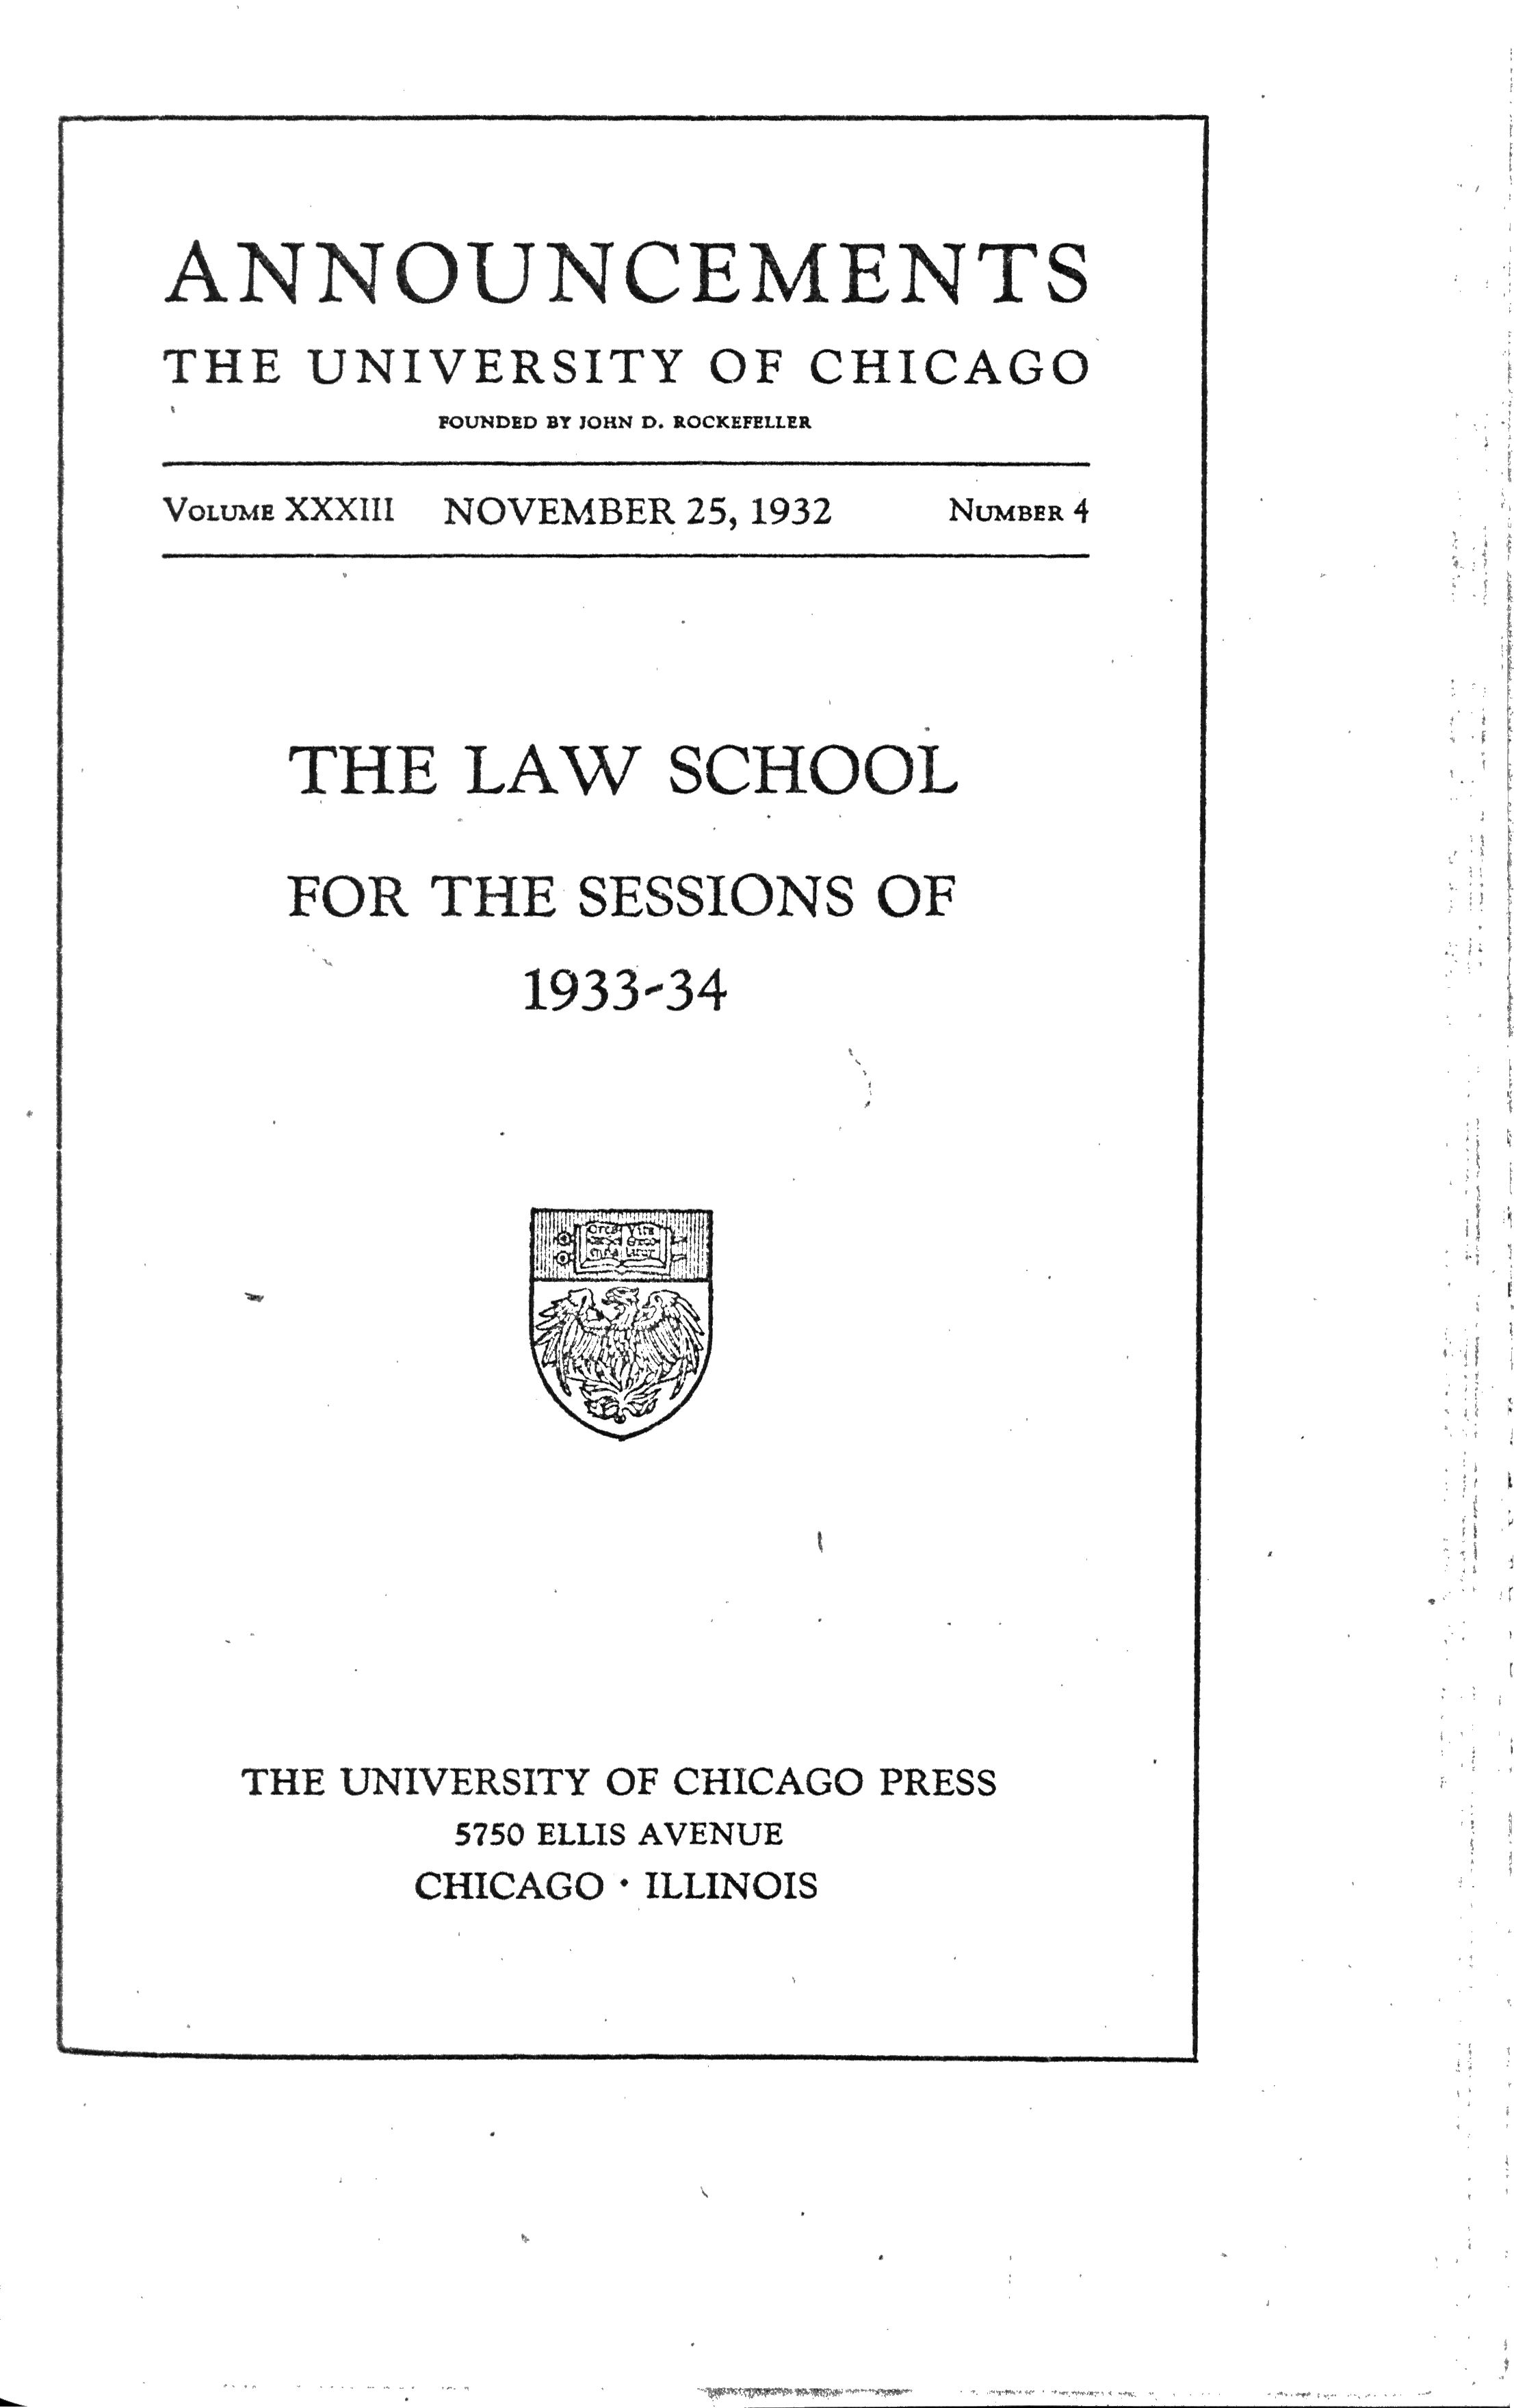 ANNOUNCEMENTS
THE UNIVERSITY OF CHICAGO
FOUNDED BY JOHN D. ROCKEFELLER
VOLUME XXXIII NOVEMBER 25, 1932 NUMBER 4
THE LAW SCHOOL
FOR THE SESSIONS OF
1933-34
THE UNIVERSITY OF CHICAGO PRESS
5750 ELLIS AVENUE
CHICAGO · ILLINOIS